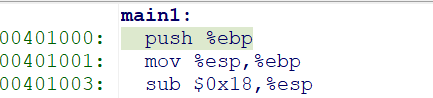 main1:
00401000: push %ebp
00401001: mov %esp,%ebp
00401003: sub $0x18,%esp